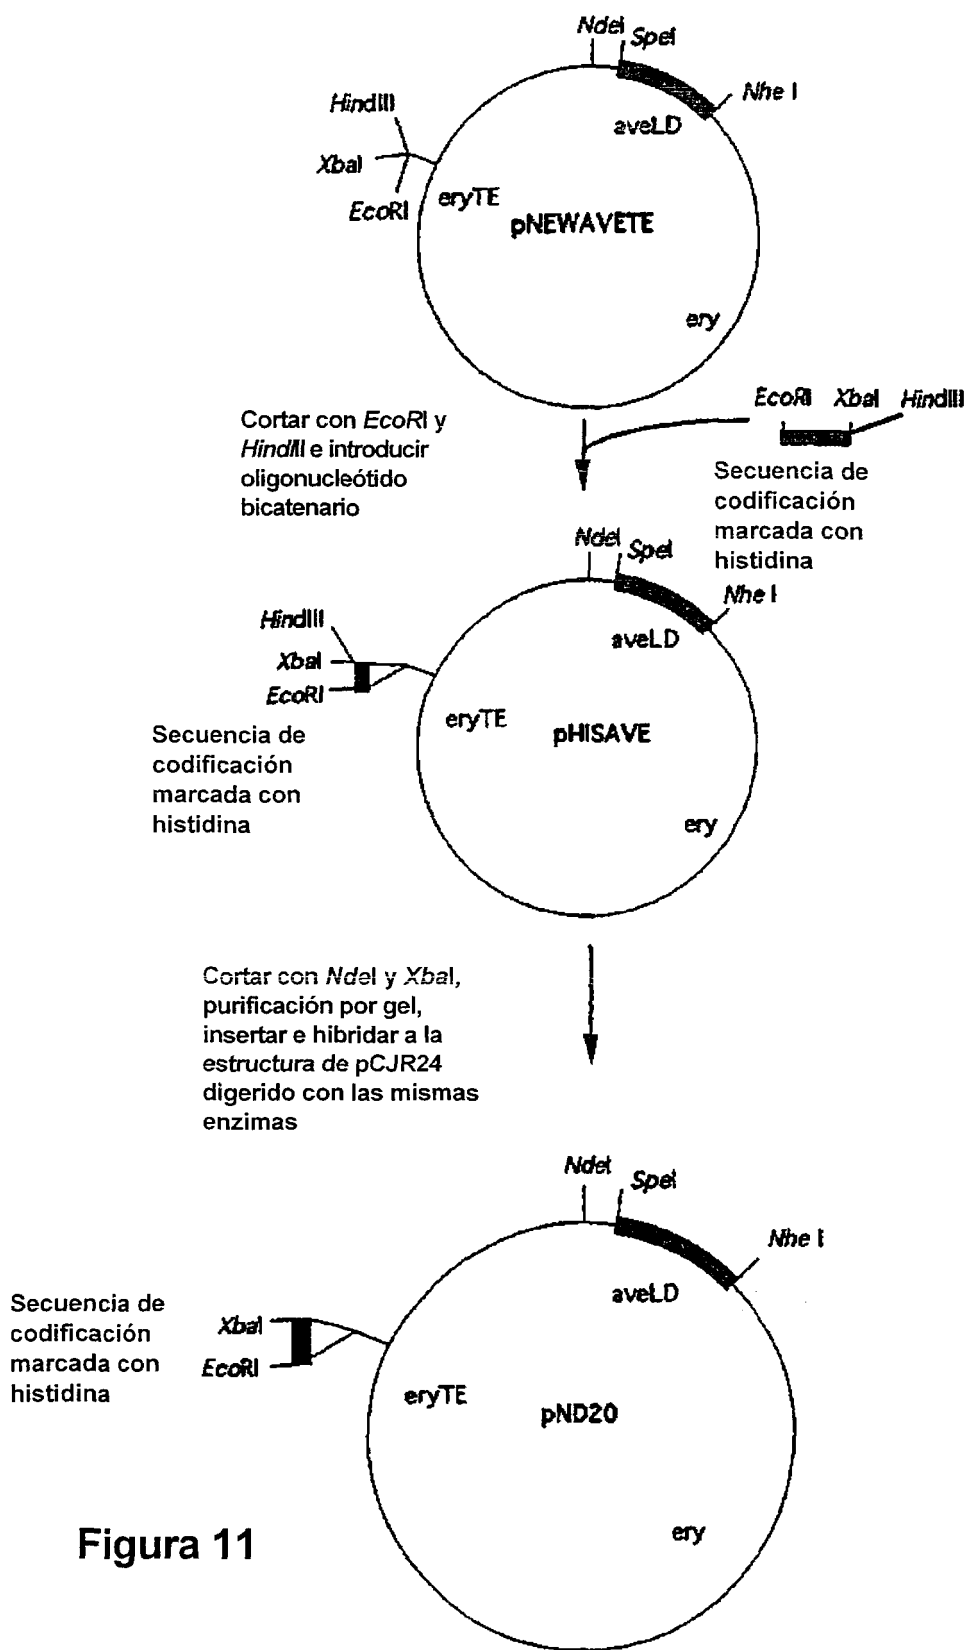 NdeI
SpeI
Nhe I
HindIII
XbaI
EcoRI
aveLD
eryTE
pNEWAVETE
ery
Cortar con EcoRI y
HindIII e introducir
oligonucleótido
bicatenario
EcoRI XbaI HindIII
Secuencia de
codificación
marcada con
histidina
NdeI
SpeI
Nhe I
HindIII
XbaI
EcoRI
aveLD
eryTE
pHISAVE
Secuencia de
codificación
marcada con
histidina
ery
Cortar con NdeI y XbaI,
purificación por gel,
insertar e hibridar a la
estructura de pCJR24
digerido con las mismas
enzimas
NdeI
SpeI
Nhe I
aveLD
Secuencia de
codificación
marcada con
histidina
XbaI
EcoRI
eryTE
pND20
ery
Figura 11